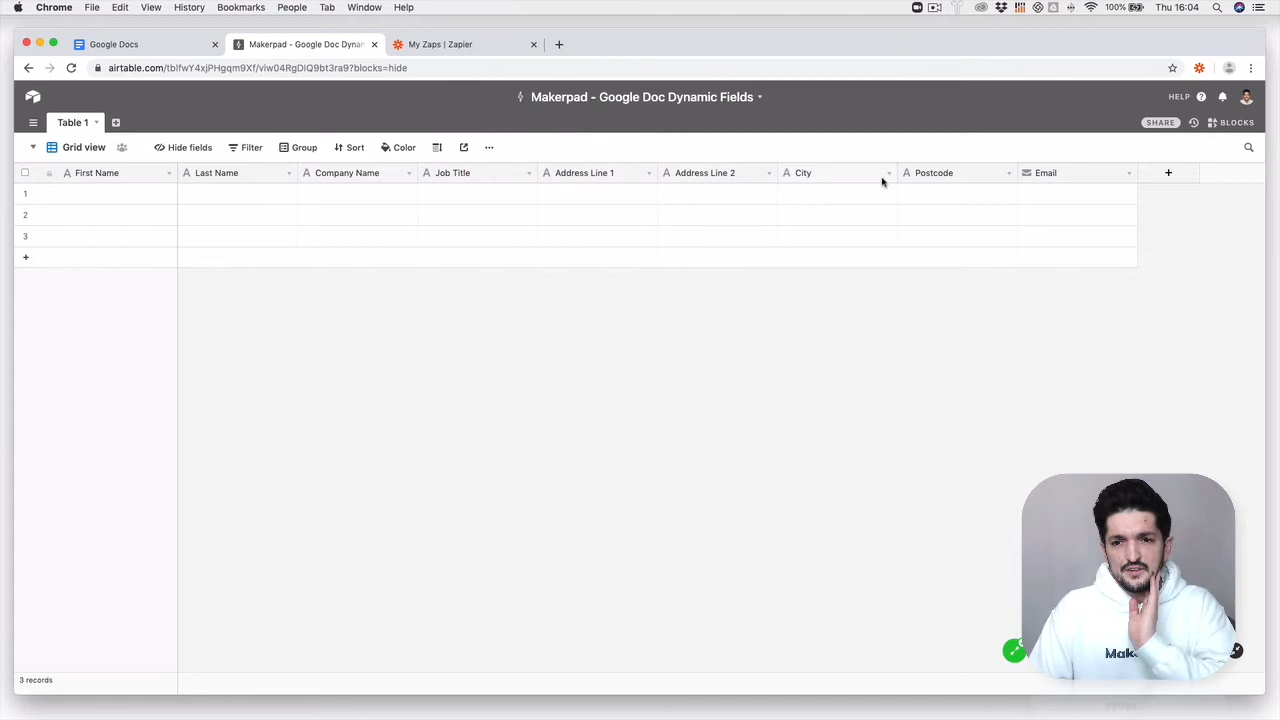 Chrome File Edit View History Bookmarks People Tab Window Help 100% Thu 16:04
Google Docs Makerpad - Google Doc Dynam My Zaps | Zapier
airtable.com/tblfwY4xjPHgqm9Xf/viw04RgDlQ9bt3ra9?blocks=hide
Makerpad - Google Doc Dynamic Fields HELP
Table 1 SHARE BLOCKS
Grid view Hide fields Filter Group Sort Color
First Name Last Name Company Name Job Title Address Line 1 Address Line 2 City Postcode Email
1
2
3
3 records